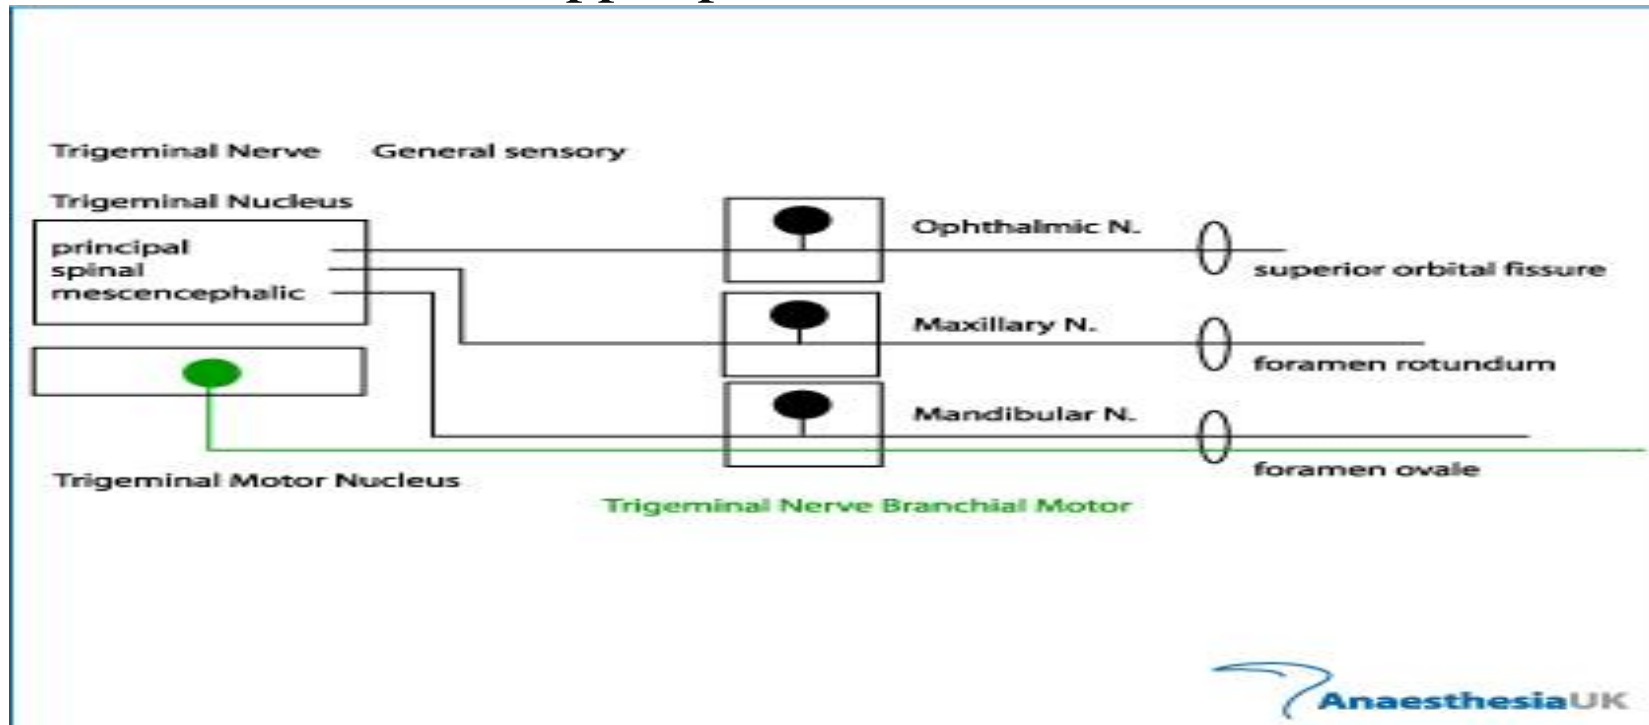 Trigeminal Nerve General sensory
Trigeminal Nucleus
principal
spinal
mescencephalic
Ophthalmic N.
superior orbital fissure
Maxillary N.
foramen rotundum
Mandibular N.
foramen ovale
Trigeminal Motor Nucleus
Trigeminal Nerve Branchial Motor
AnaesthesiaUK